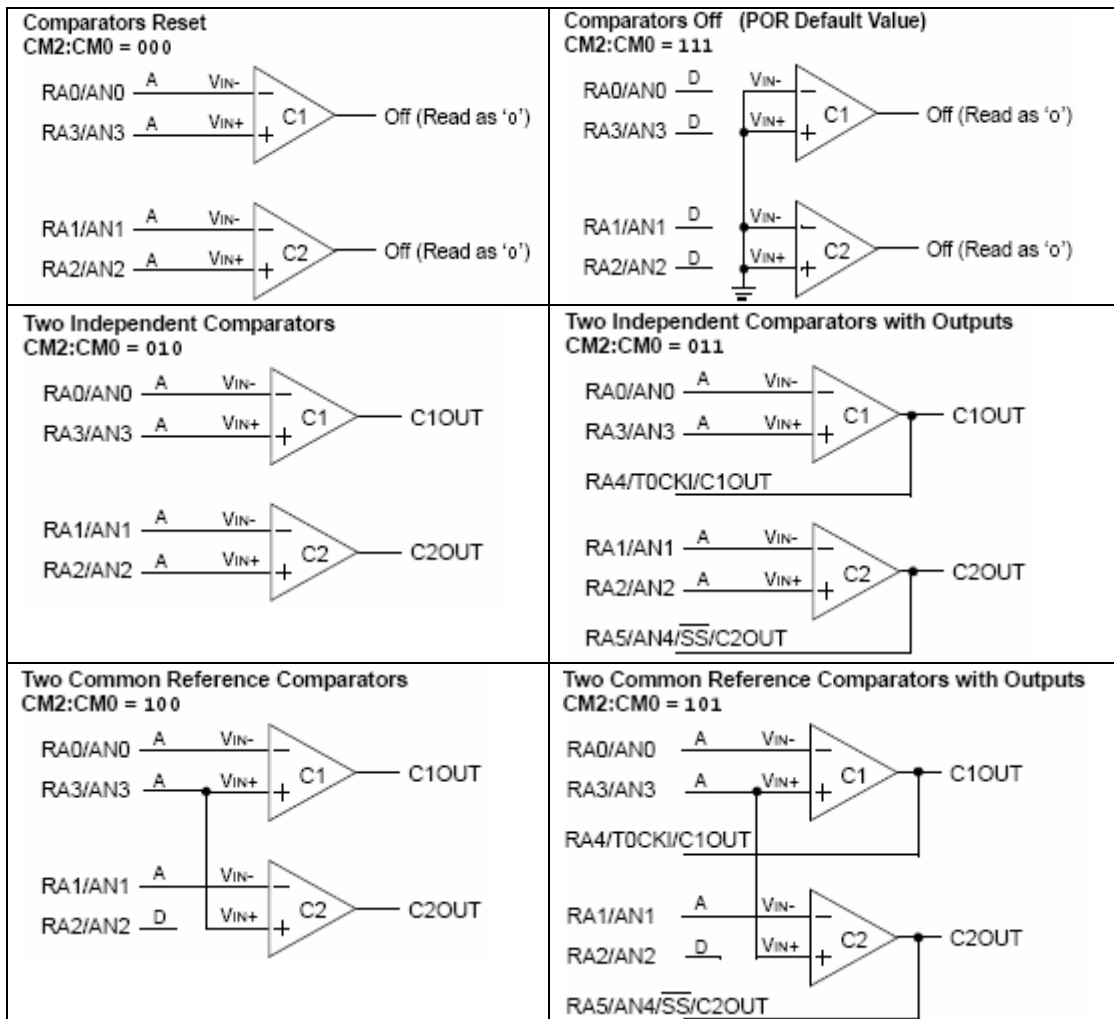 Comparators Reset
CM2:CM0 = 000
RA0/AN0 A VIN-
C1 Off (Read as 'o')
RA3/AN3 A VIN+
RA1/AN1 A VIN-
C2 Off (Read as 'o')
RA2/AN2 A VIN+
Comparators Off (POR Default Value)
CM2:CM0 = 111
RA0/AN0 D VIN-
C1 Off (Read as 'o')
RA3/AN3 D VIN+
RA1/AN1 D VIN-
C2 Off (Read as 'o')
RA2/AN2 D VIN+
Two Independent Comparators
CM2:CM0 = 010
RA0/AN0 A VIN-
C1 C1OUT
RA3/AN3 A VIN+
RA1/AN1 A VIN-
C2 C2OUT
RA2/AN2 A VIN+
Two Independent Comparators with Outputs
CM2:CM0 = 011
RA0/AN0 A VIN-
C1 C1OUT
RA3/AN3 A VIN+
RA4/T0CKI/C1OUT
RA1/AN1 A VIN-
C2 C2OUT
RA2/AN2 A VIN+
RA5/AN4/SS/C2OUT
Two Common Reference Comparators
CM2:CM0 = 100
RA0/AN0 A VIN-
C1 C1OUT
RA3/AN3 A VIN+
RA1/AN1 A VIN-
C2 C2OUT
RA2/AN2 D VIN+
Two Common Reference Comparators with Outputs
CM2:CM0 = 101
RA0/AN0 A VIN-
C1 C1OUT
RA3/AN3 A VIN+
RA4/T0CKI/C1OUT
RA1/AN1 A VIN-
C2 C2OUT
RA2/AN2 D VIN+
RA5/AN4/SS/C2OUT